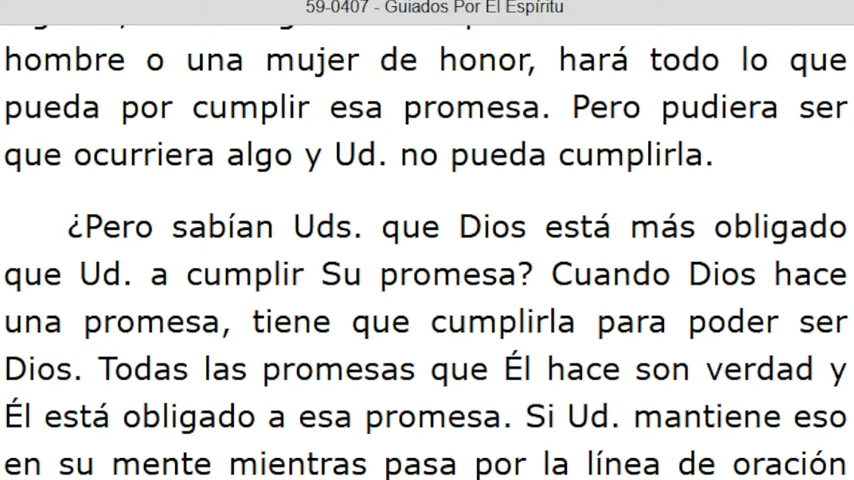 59-0407 - Guiados Por El Espíritu
hombre o una mujer de honor, hará todo lo que
pueda por cumplir esa promesa. Pero pudiera ser
que ocurriera algo y Ud. no pueda cumplirla.
¿Pero sabían Uds. que Dios está más obligado
que Ud. a cumplir Su promesa? Cuando Dios hace
una promesa, tiene que cumplirla para poder ser
Dios. Todas las promesas que Él hace son verdad y
Él está obligado a esa promesa. Si Ud. mantiene eso
en su mente mientras pasa por la línea de oración